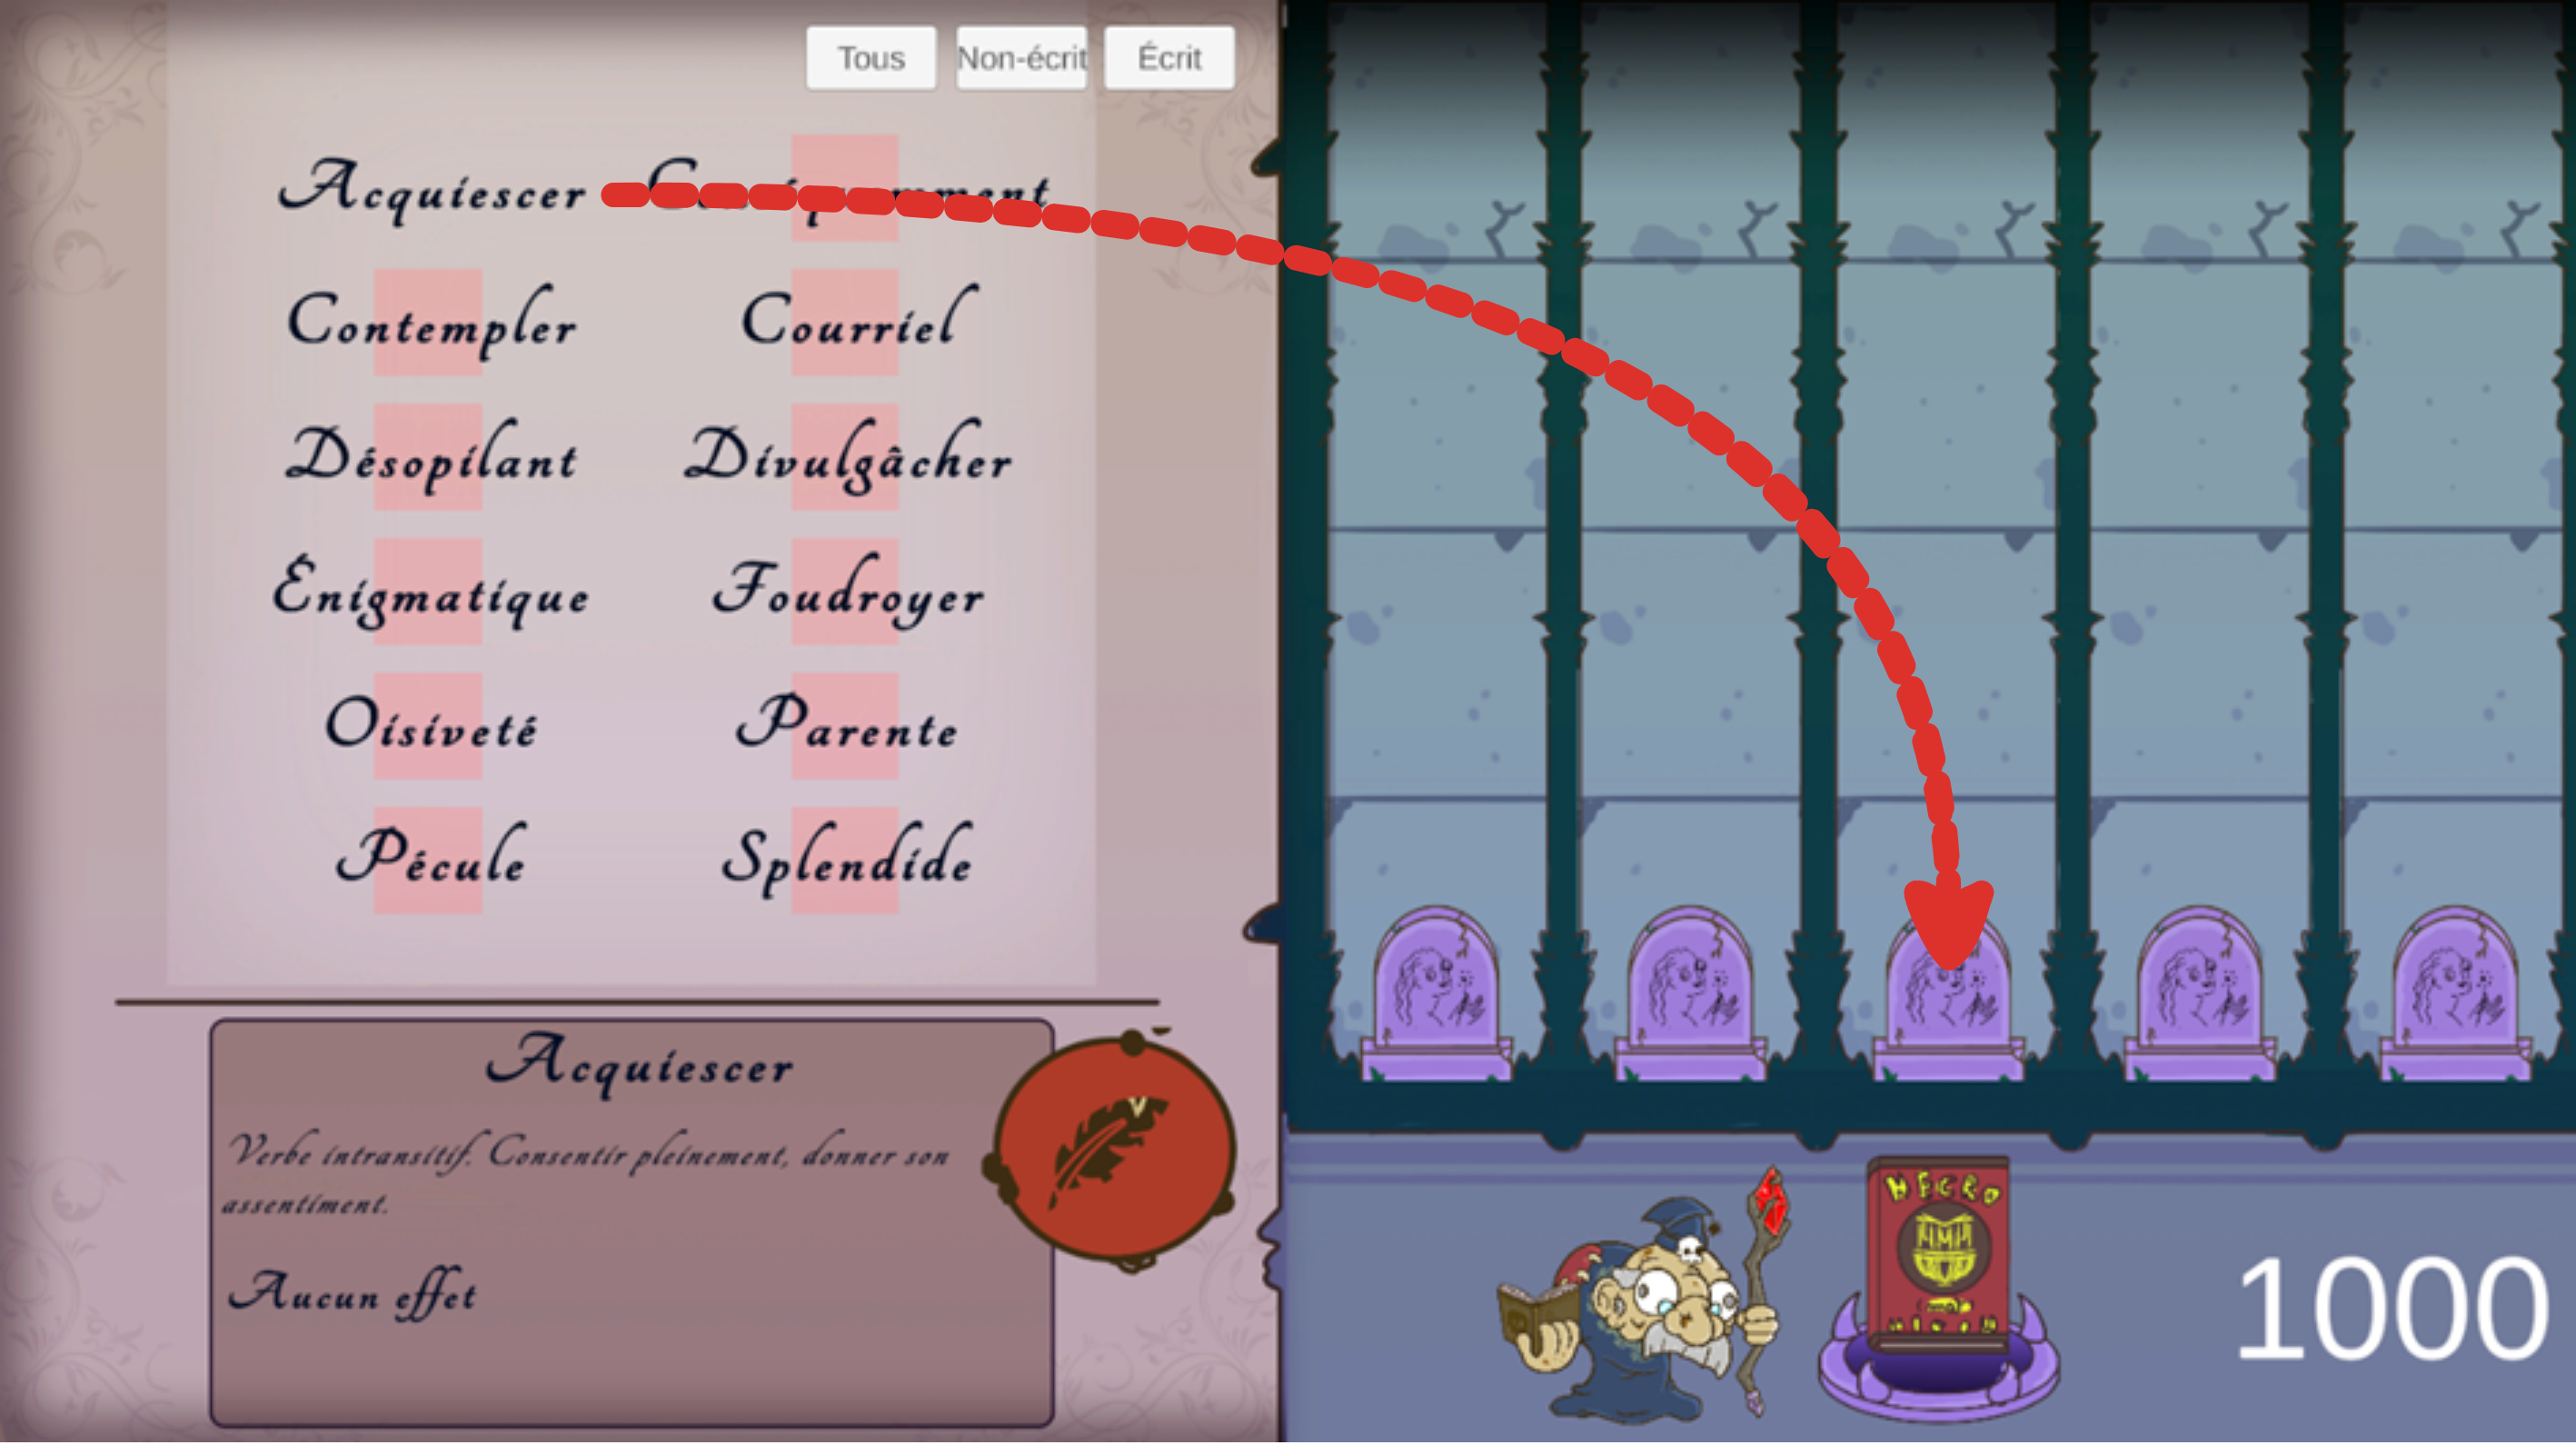 Tous Non-écrit Écrit
Acquiescer
Contempler Courriel
Désopilant Divulgâcher
Énigmatique Foudroyer
Oisiveté Parente
Pécule Splendide
Acquiescer
Verbe intransitif. Consentir pleinement, donner son
assentiment.
Aucun effet
NECRO
1000